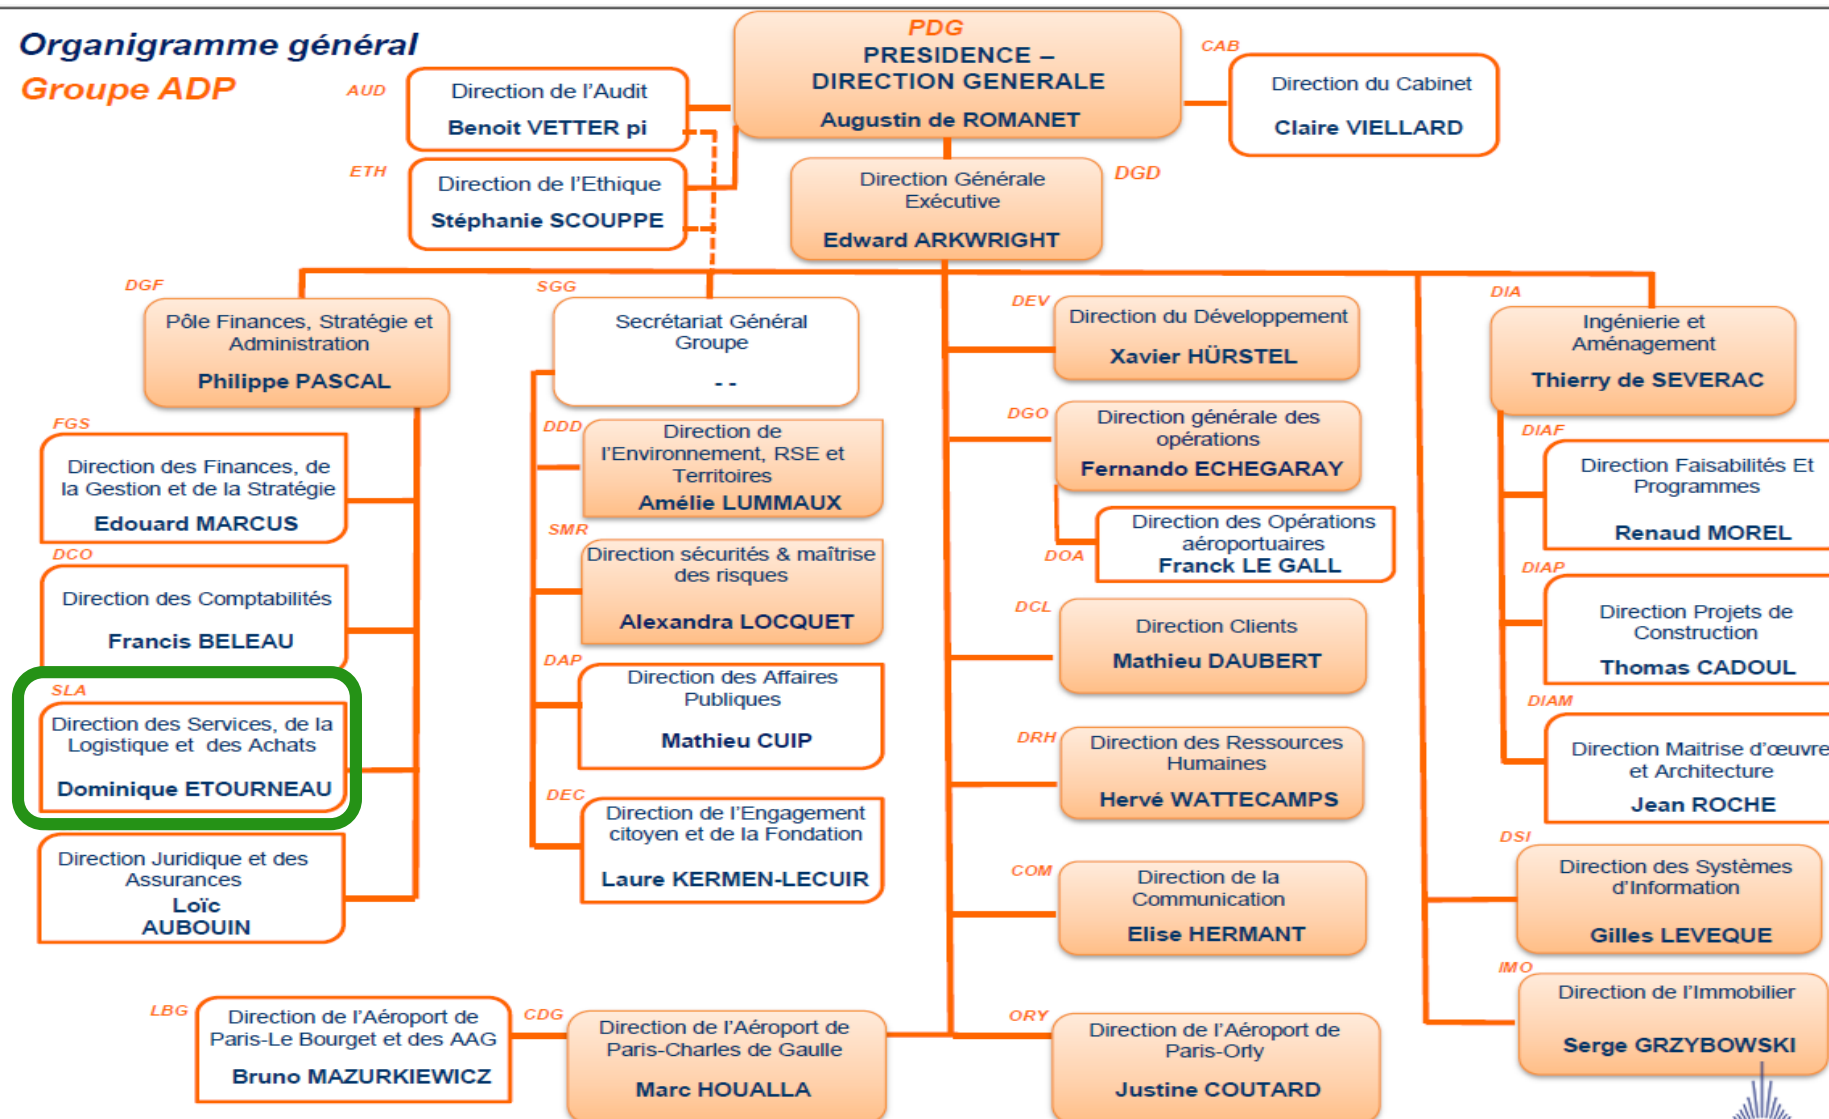 Organigramme général
Groupe ADP
PDG
PRESIDENCE –
DIRECTION GENERALE
Augustin de ROMANET
CAB
Direction du Cabinet
Claire VIELLARD
AUD
Direction de l'Audit
Benoit VETTER pi
ETH
Direction de l'Ethique
Stéphanie SCOUPPE
DGD
Direction Générale
Exécutive
Edward ARKWRIGHT
DGF
Pôle Finances, Stratégie et
Administration
Philippe PASCAL
FGS
Direction des Finances, de
la Gestion et de la Stratégie
Edouard MARCUS
DCO
Direction des Comptabilités
Francis BELEAU
SLA
Direction des Services, de la
Logistique et des Achats
Dominique ETOURNEAU
Direction Juridique et des
Assurances
Loïc
AUBOUIN
SGG
Secrétariat Général
Groupe
- -
DDD
Direction de
l'Environnement, RSE et
Territoires
Amélie LUMMAUX
SMR
Direction sécurités & maîtrise
des risques
Alexandra LOCQUET
DAP
Direction des Affaires
Publiques
Mathieu CUIP
DEC
Direction de l'Engagement
citoyen et de la Fondation
Laure KERMEN-LECUIR
DEV
Direction du Développement
Xavier HÜRSTEL
DGO
Direction générale des
opérations
Fernando ECHEGARAY
DOA
Direction des Opérations
aéroportuaires
Franck LE GALL
DCL
Direction Clients
Mathieu DAUBERT
DRH
Direction des Ressources
Humaines
Hervé WATTECAMPS
COM
Direction de la
Communication
Elise HERMANT
DIA
Ingénierie et
Aménagement
Thierry de SEVERAC
DIAF
Direction Faisabilités Et
Programmes
Renaud MOREL
DIAP
Direction Projets de
Construction
Thomas CADOUL
DIAM
Direction Maitrise d'œuvre
et Architecture
Jean ROCHE
DSI
Direction des Systèmes
d'Information
Gilles LEVEQUE
IMO
Direction de l'Immobilier
Serge GRZYBOWSKI
LBG
Direction de l'Aéroport de
Paris-Le Bourget et des AAG
Bruno MAZURKIEWICZ
CDG
Direction de l'Aéroport de
Paris-Charles de Gaulle
Marc HOUALLA
ORY
Direction de l'Aéroport de
Paris-Orly
Justine COUTARD